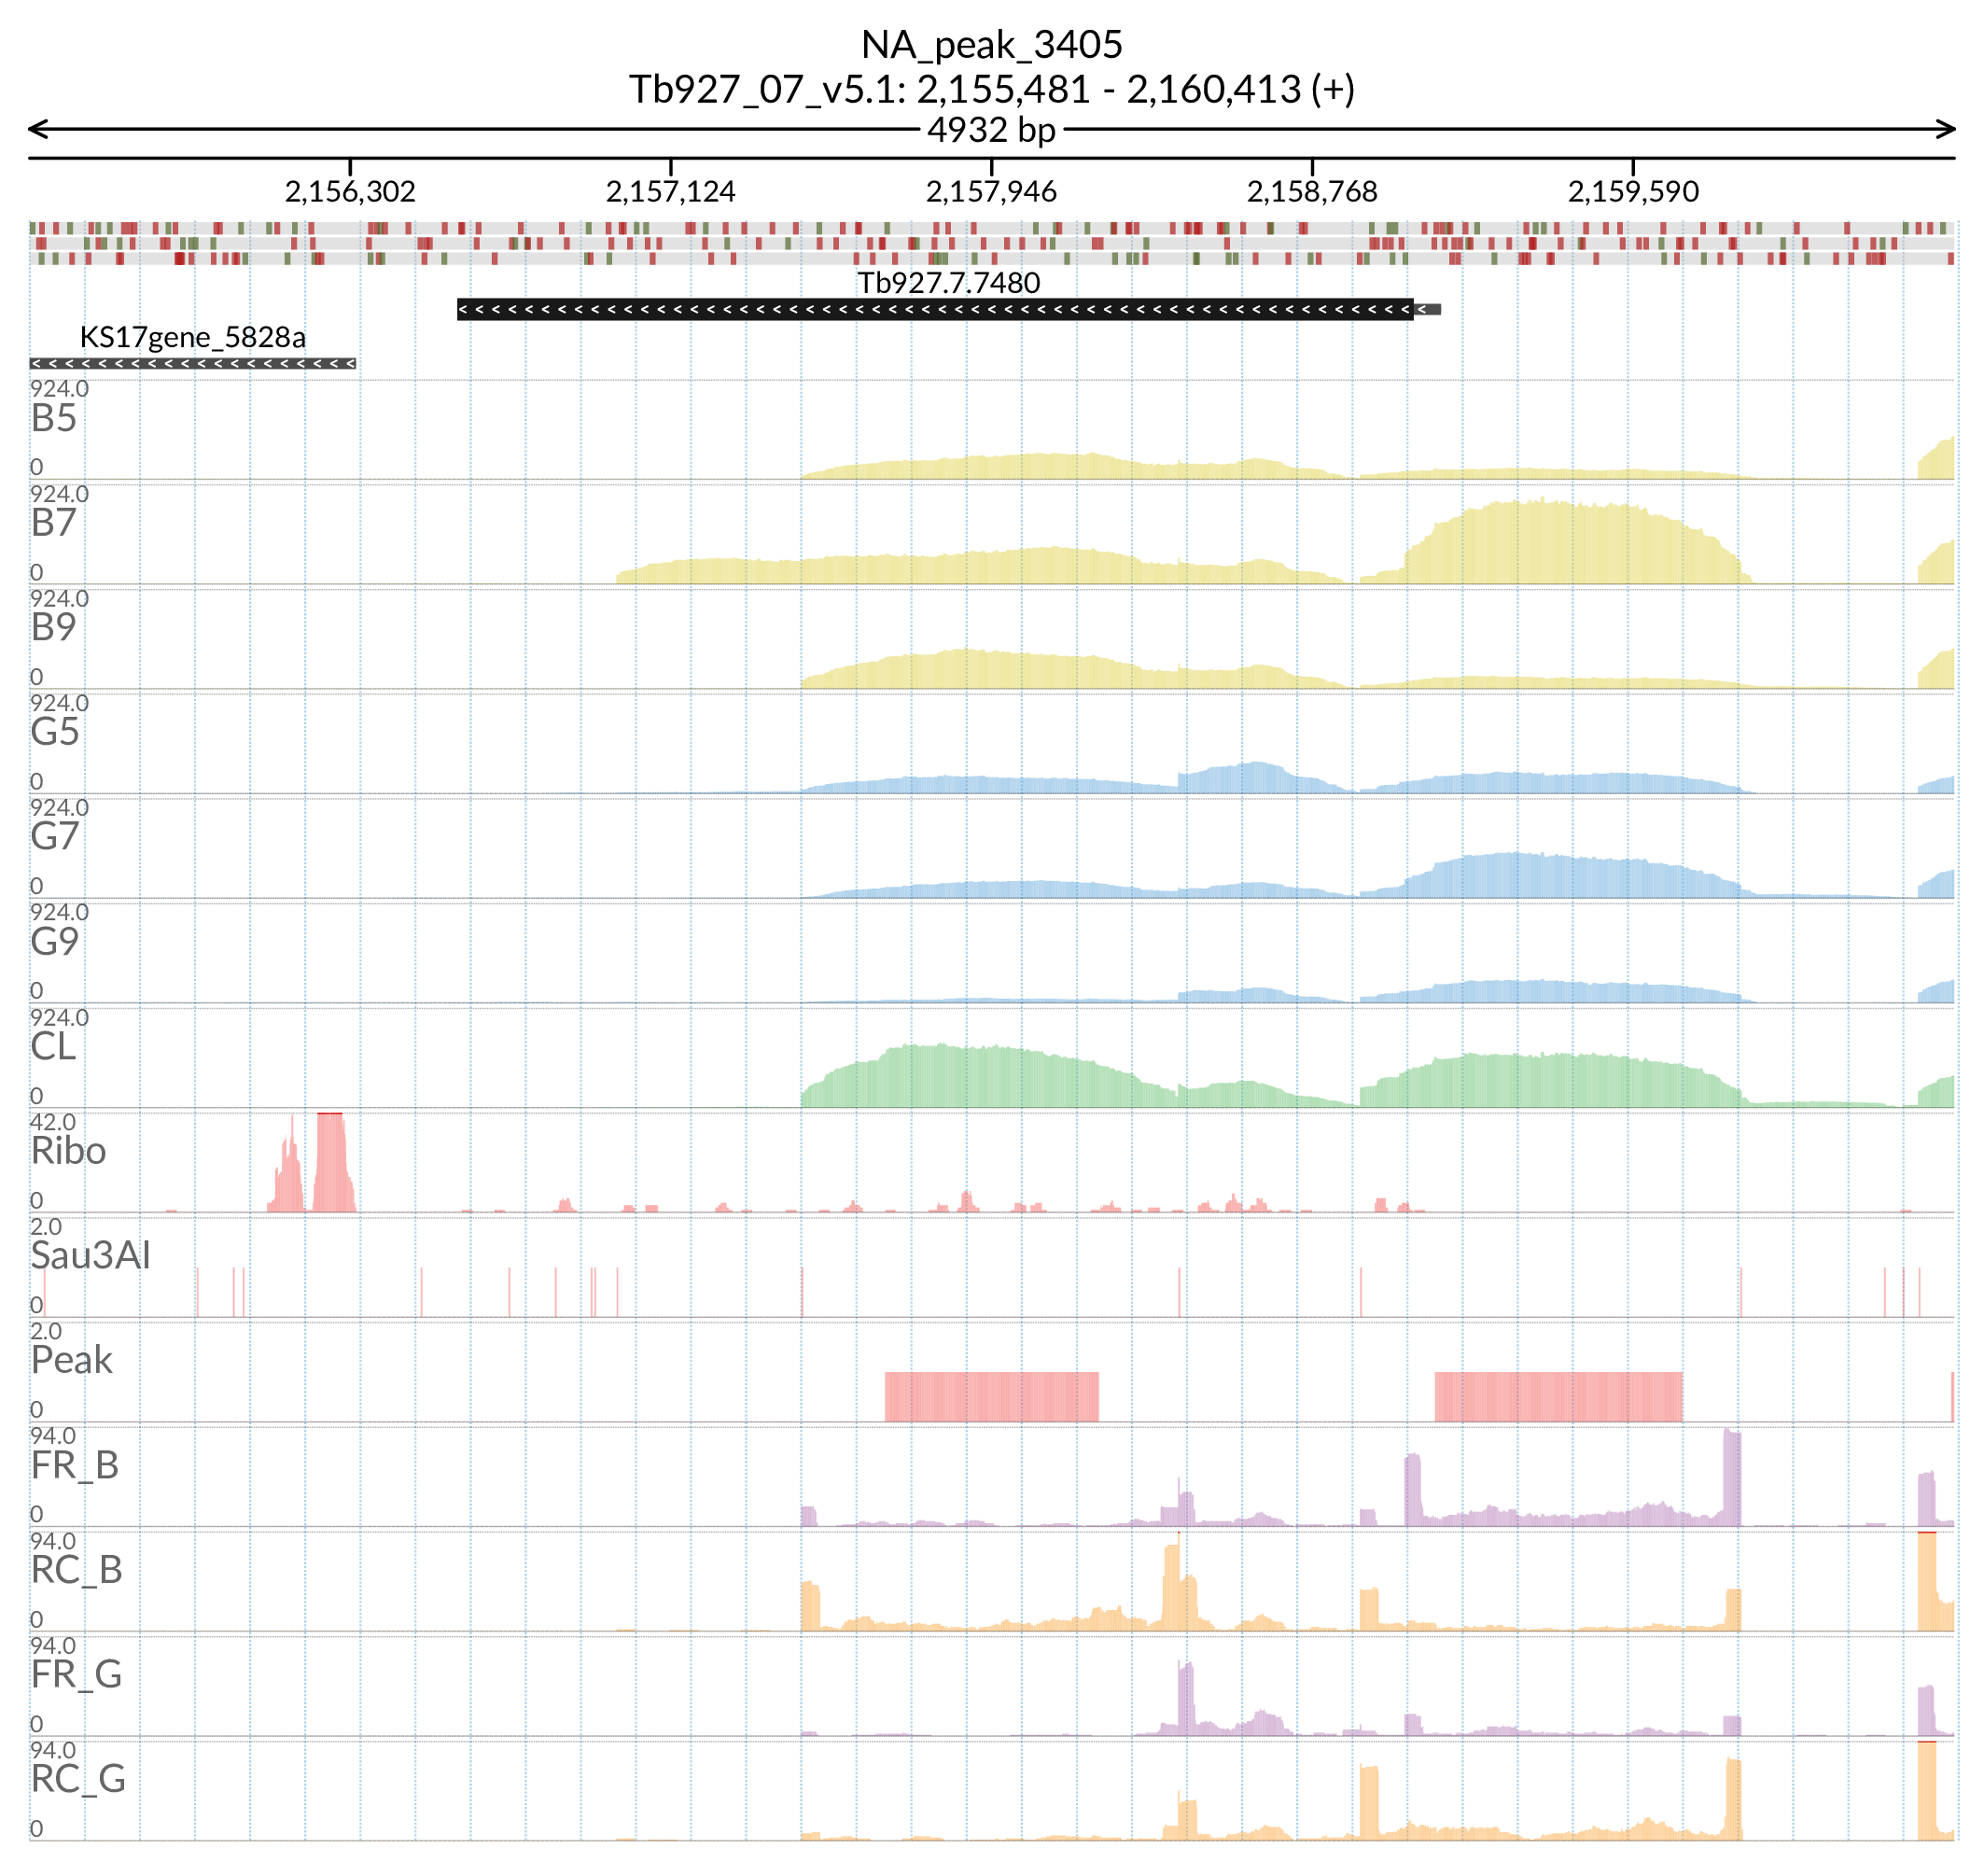 NA_peak_3405
Tb927_07_v5.1: 2,155,481 - 2,160,413 (+)
4932 bp
2,156,302 2,157,124 2,157,946 2,158,768 2,159,590
Tb927.7.7480
KS17gene_5828a
924.0
B5
0
924.0
B7
0
924.0
B9
0
924.0
G5
0
924.0
G7
0
924.0
G9
0
924.0
CL
0
42.0
Ribo
0
2.0
Sau3AI
0
2.0
Peak
0
94.0
FR_B
0
94.0
RC_B
0
94.0
FR_G
0
94.0
RC_G
0